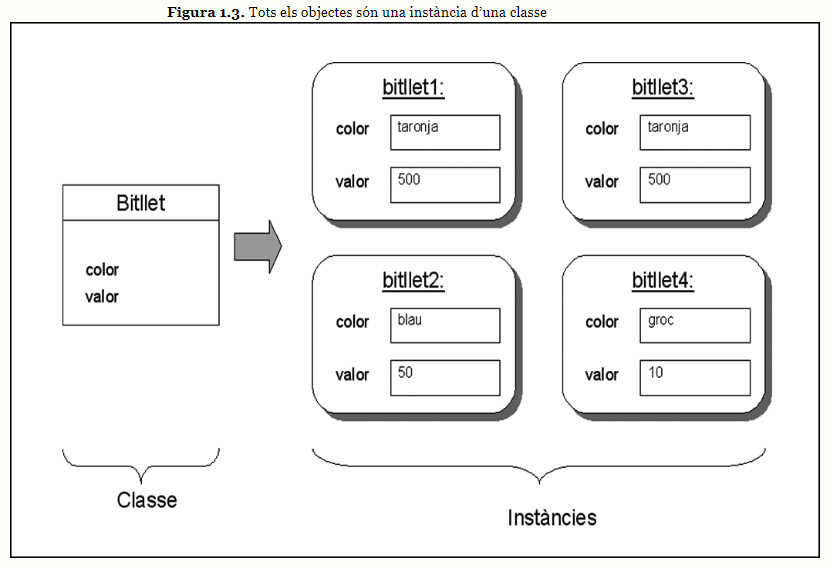 Figura 1.3. Tots els objectes són una instància d’una classe
Bitllet
color
valor
Classe
bitllet1:
color taronja
valor 500
bitllet3:
color taronja
valor 500
bitllet2:
color blau
valor 50
bitllet4:
color groc
valor 10
Instàncies